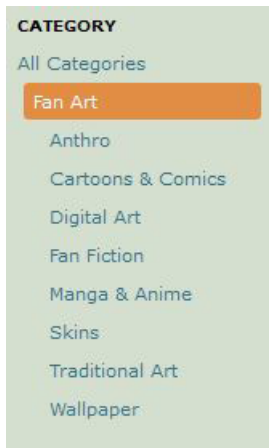 CATEGORY
All Categories
Fan Art
Anthro
Cartoons & Comics
Digital Art
Fan Fiction
Manga & Anime
Skins
Traditional Art
Wallpaper